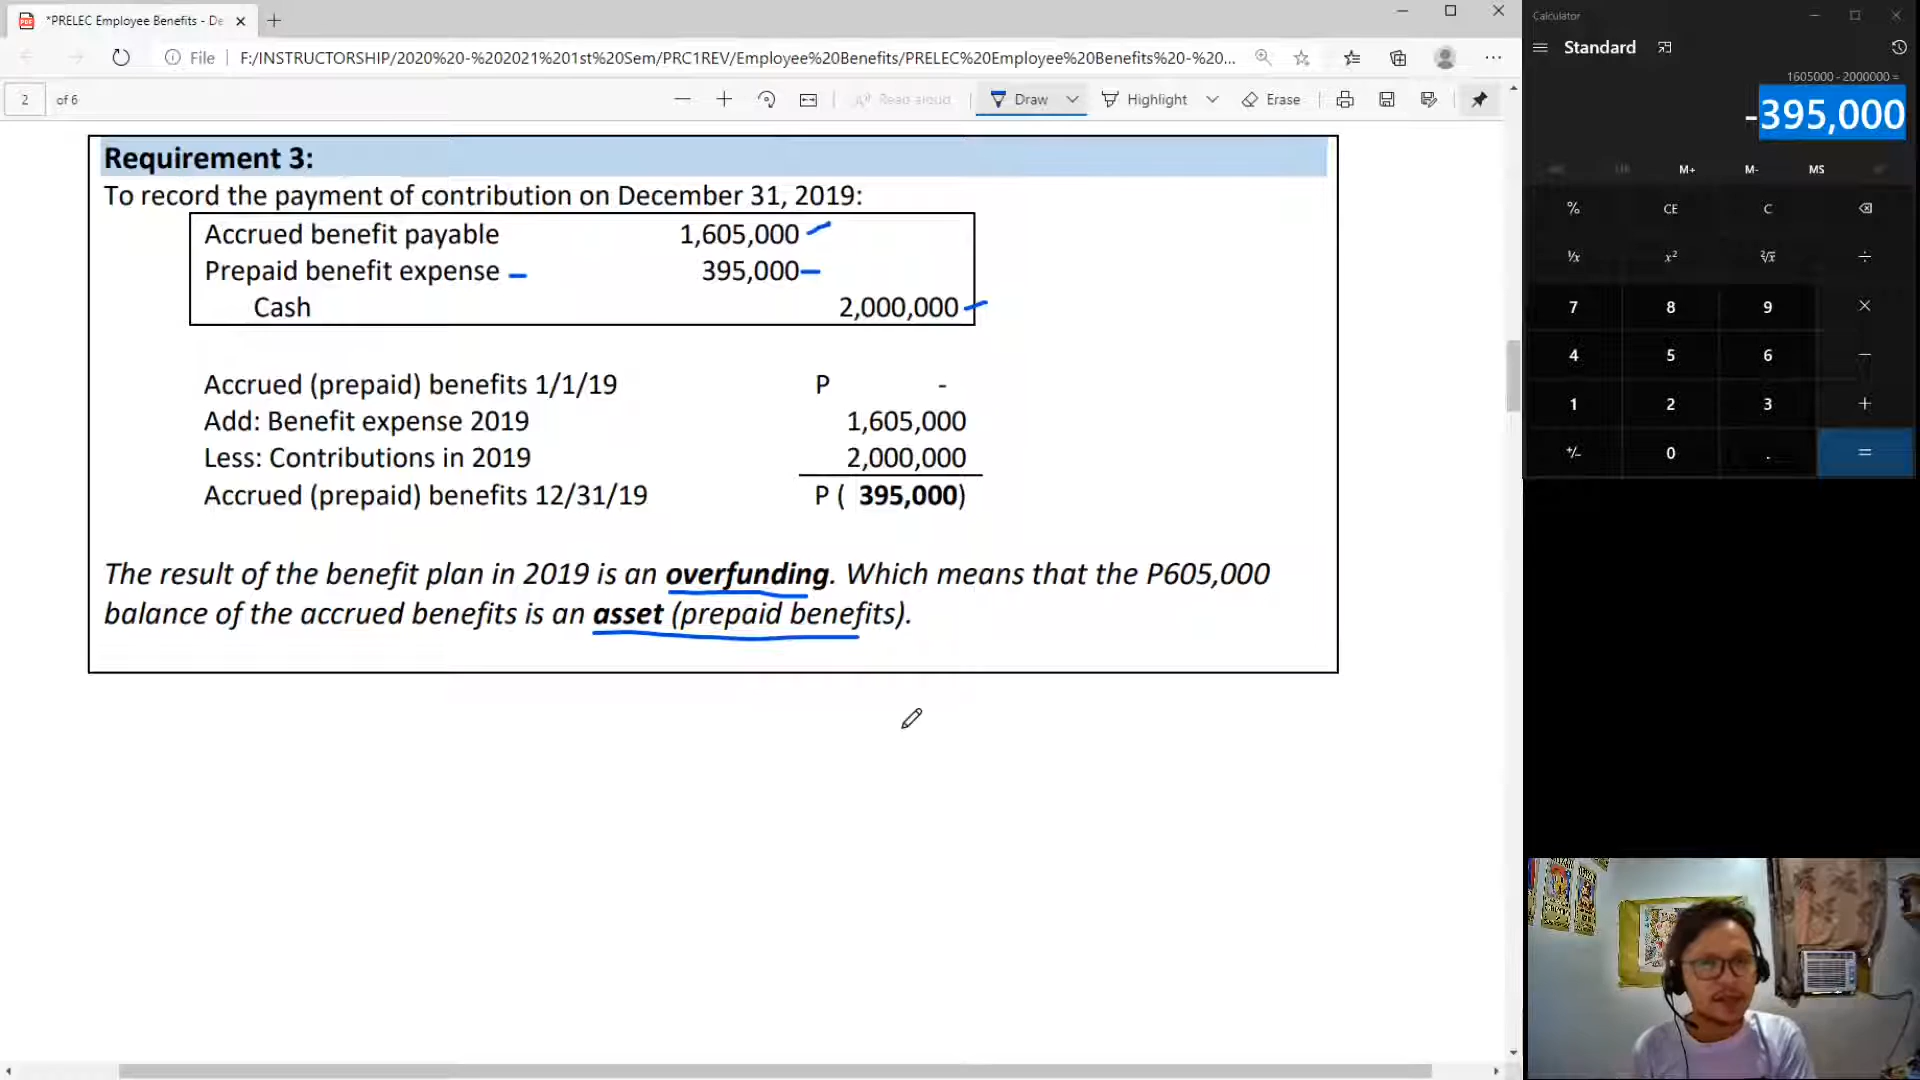 *PRELEC Employee Benefits - De
File
F:/INSTRUCTORSHIP/2020%20-%202021%201st%20Sem/PRC1REV/Employee%20Benefits/PRELEC%20Employee%20Benefits%20-%20...
2 of 6
Read aloud
Draw
Highlight
Erase
Requirement 3:
To record the payment of contribution on December 31, 2019:
Accrued benefit payable 1,605,000
Prepaid benefit expense 395,000
Cash 2,000,000
Accrued (prepaid) benefits 1/1/19 P -
Add: Benefit expense 2019 1,605,000
Less: Contributions in 2019 2,000,000
Accrued (prepaid) benefits 12/31/19 P ( 395,000)
The result of the benefit plan in 2019 is an overfunding. Which means that the P605,000
balance of the accrued benefits is an asset (prepaid benefits).
Calculator
Standard
1605000 - 2000000 =
-395,000
M+ M- MS
% CE C
¹/x x² ²√x ÷
7 8 9 ×
4 5 6 −
1 2 3 +
+/- 0 . =